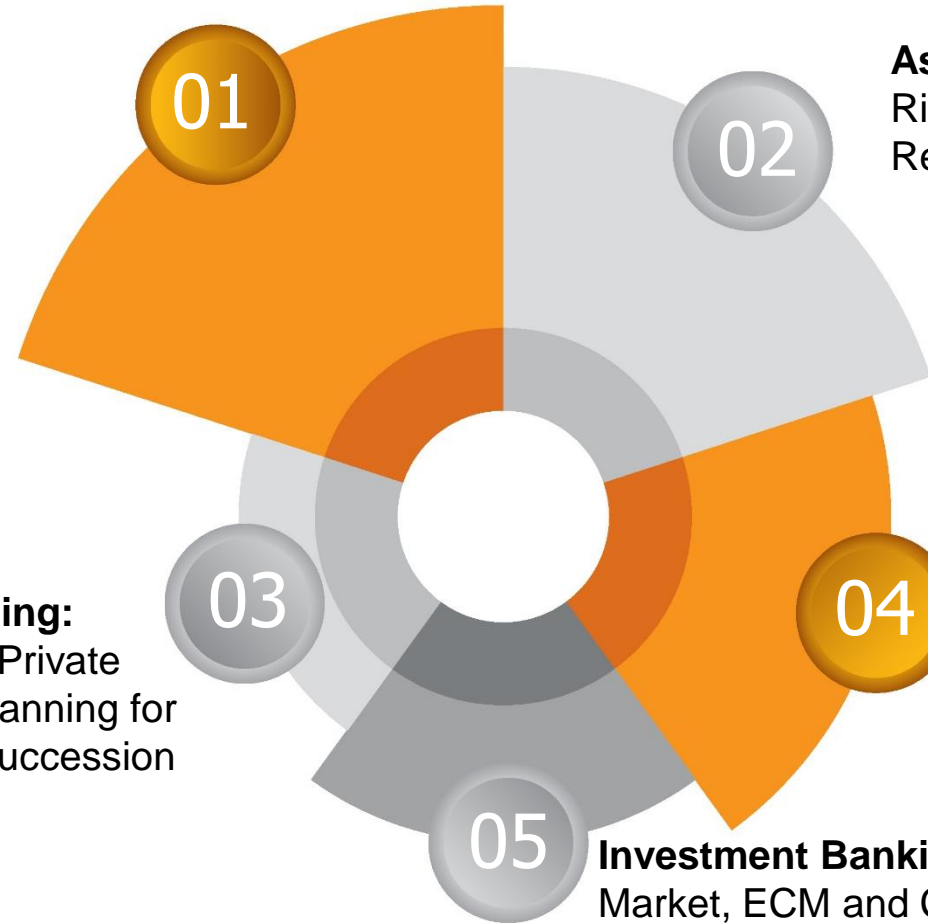 01
02
As
Ri
Re
03
ing:
Private
anning for
uccession
04
05
Investment Banki
Market, ECM and